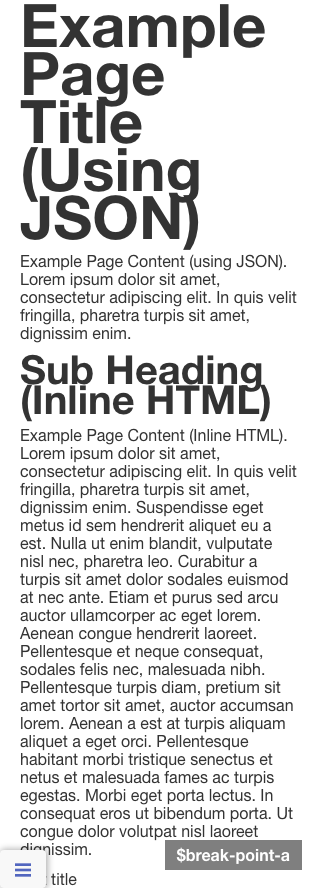 Example
Page
Title
(Using
JSON)
Example Page Content (using JSON).
Lorem ipsum dolor sit amet,
consectetur adipiscing elit. In quis velit
fringilla, pharetra turpis sit amet,
dignissim enim.
Sub Heading
(Inline HTML)
Example Page Content (Inline HTML).
Lorem ipsum dolor sit amet,
consectetur adipiscing elit. In quis velit
fringilla, pharetra turpis sit amet,
dignissim enim. Suspendisse eget
metus id sem hendrerit aliquet eu a
est. Nulla ut enim blandit, vulputate
nisl nec, pharetra leo. Curabitur a
turpis sit amet dolor sodales euismod
at nec ante. Etiam et purus sed arcu
auctor ullamcorper ac eget lorem.
Aenean congue hendrerit laoreet.
Pellentesque et neque consequat,
sodales felis nec, malesuada nibh.
Pellentesque turpis diam, pretium sit
amet tortor sit amet, auctor accumsan
lorem. Aenean a est at turpis aliquam
aliquet a eget orci. Pellentesque
habitant morbi tristique senectus et
netus et malesuada fames ac turpis
egestas. Morbi eget porta lectus. In
consequat eros ut bibendum porta. Ut
congue dolor volutpat nisl laoreet
dignissim.
$break-point-a
title